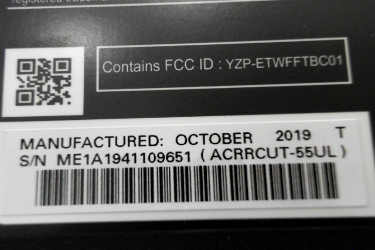 Contains FCC ID : YZP-ETWFFTBC01
MANUFACTURED: OCTOBER 2019 T
S/N ME1A1941109651 ( ACRRCUT-55UL )